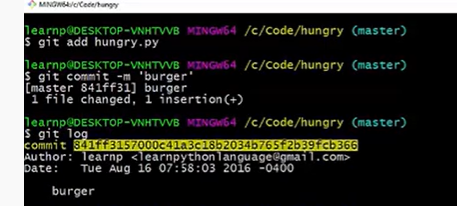 MINGW64:/c/Code/hungry
learnp@DESKTOP-VNHTVVB MINGW64 /c/Code/hungry (master)
$ git add hungry.py
learnp@DESKTOP-VNHTVVB MINGW64 /c/Code/hungry (master)
$ git commit -m 'burger'
[master 841ff31] burger
1 file changed, 1 insertion(+)
learnp@DESKTOP-VNHTVVB MINGW64 /c/Code/hungry (master)
$ git log
commit 841ff3157000c41a3c18b2034b765f2b39fcb366
Author: learnp <learnpythonlanguage@gmail.com>
Date: Tue Aug 16 07:58:03 2016 -0400
burger